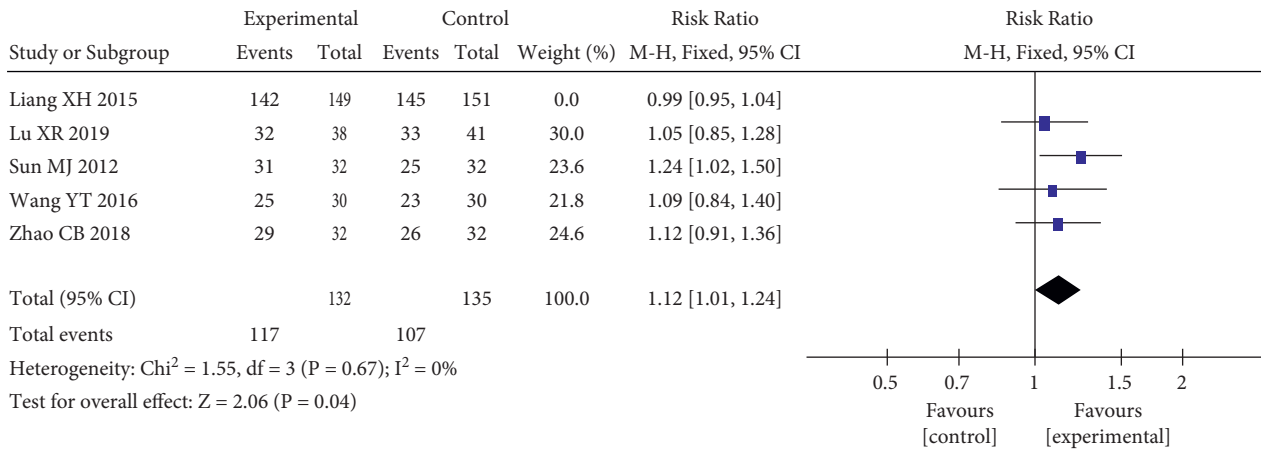 Experimental Control Risk Ratio Risk Ratio
Study or Subgroup Events Total Events Total Weight (%) M-H, Fixed, 95% CI M-H, Fixed, 95% CI
Liang XH 2015 142 149 145 151 0.0 0.99 [0.95, 1.04]
Lu XR 2019 32 38 33 41 30.0 1.05 [0.85, 1.28]
Sun MJ 2012 31 32 25 32 23.6 1.24 [1.02, 1.50]
Wang YT 2016 25 30 23 30 21.8 1.09 [0.84, 1.40]
Zhao CB 2018 29 32 26 32 24.6 1.12 [0.91, 1.36]
Total (95% CI) 132 135 100.0 1.12 [1.01, 1.24]
Total events 117 107
Heterogeneity: Chi² = 1.55, df = 3 (P = 0.67); I² = 0%
Test for overall effect: Z = 2.06 (P = 0.04)
0.5 0.7 1 1.5 2
Favours Favours
[control] [experimental]